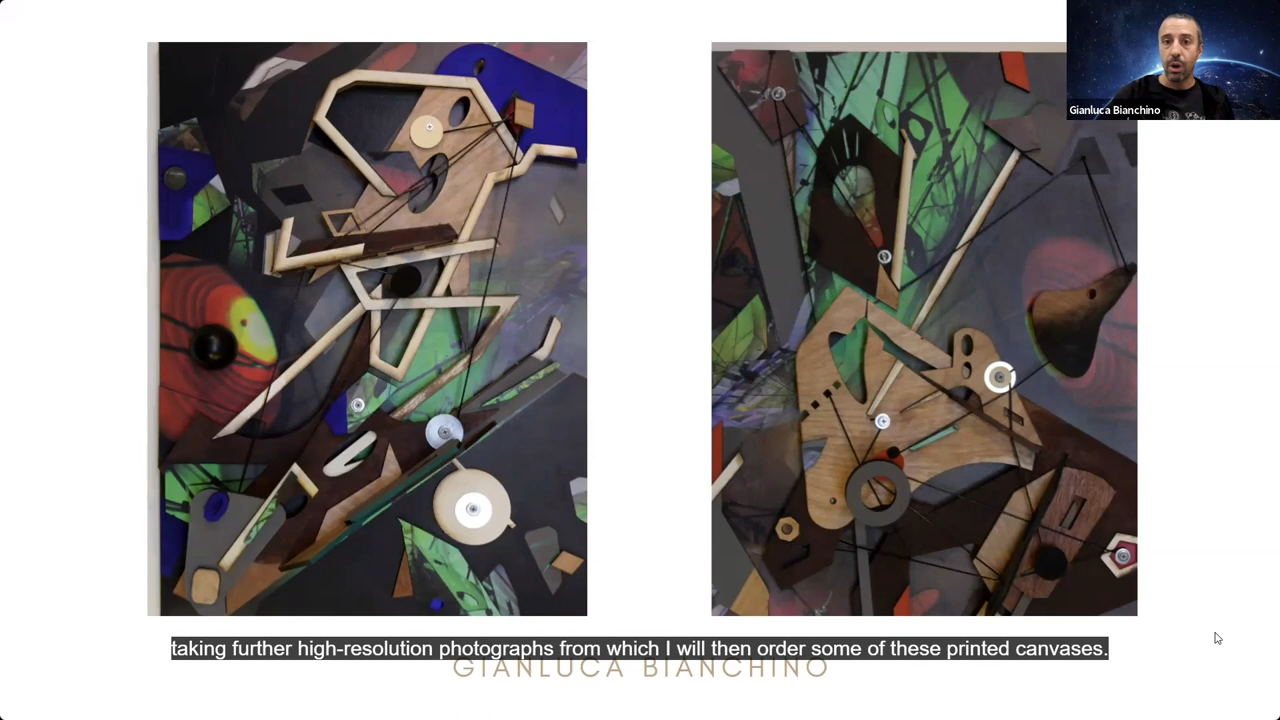 Gianluca Bianchino
taking further high-resolution photographs from which I will then order some of these printed canvases.
GIANLUCA BIANCHINO